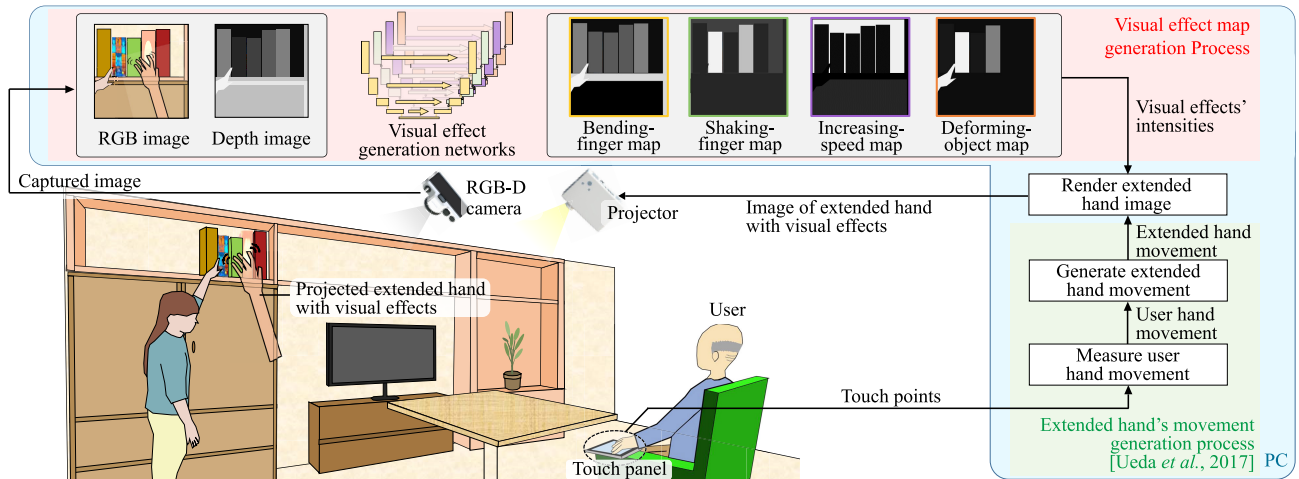 Visual effect map
generation Process
RGB image
Depth image
Visual effect
generation networks
Bending-
finger map
Shaking-
finger map
Increasing-
speed map
Deforming-
object map
Visual effects'
intensities
Captured image
RGB-D
camera
Projector
Image of extended hand
with visual effects
Render extended
hand image
Extended hand
movement
Generate extended
hand movement
User hand
movement
Measure user
hand movement
Projected extended hand
with visual effects
User
Touch points
Touch panel
Extended hand's movement
generation process
[Ueda et al., 2017]
PC